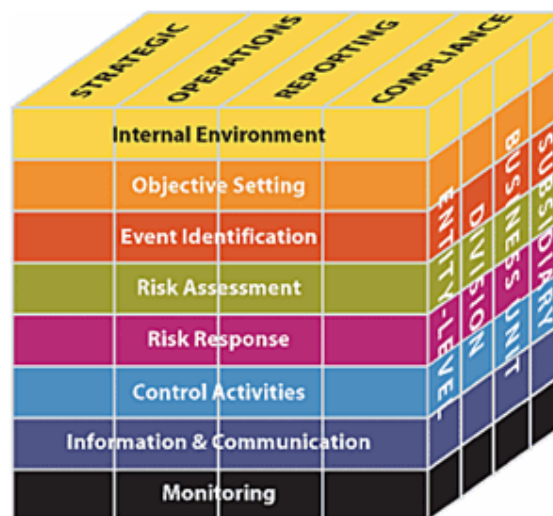 STRATEGIC
OPERATIONS
REPORTING
COMPLIANCE
Internal Environment
Objective Setting
Event Identification
Risk Assessment
Risk Response
Control Activities
Information & Communication
Monitoring
ENTITY-LEVEL
DIVISION
BUSINESS UNIT
SUBSIDIARY